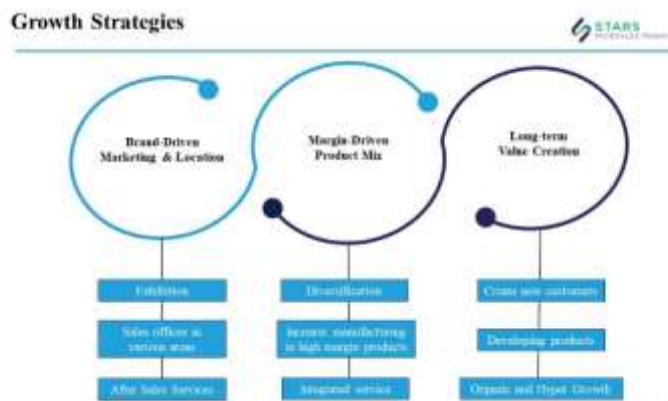 Growth Strategies
STARS
MICROELECTRONICS
Brand-Driven
Marketing & Location
Margin-Driven
Product Mix
Long-term
Value Creation
Exhibition
Diversification
Create new customers
Sales offices in
various areas
Increase manufacturing
in high margin products
Developing products
After Sales Services
Integrated service
Organic and Hyper Growth